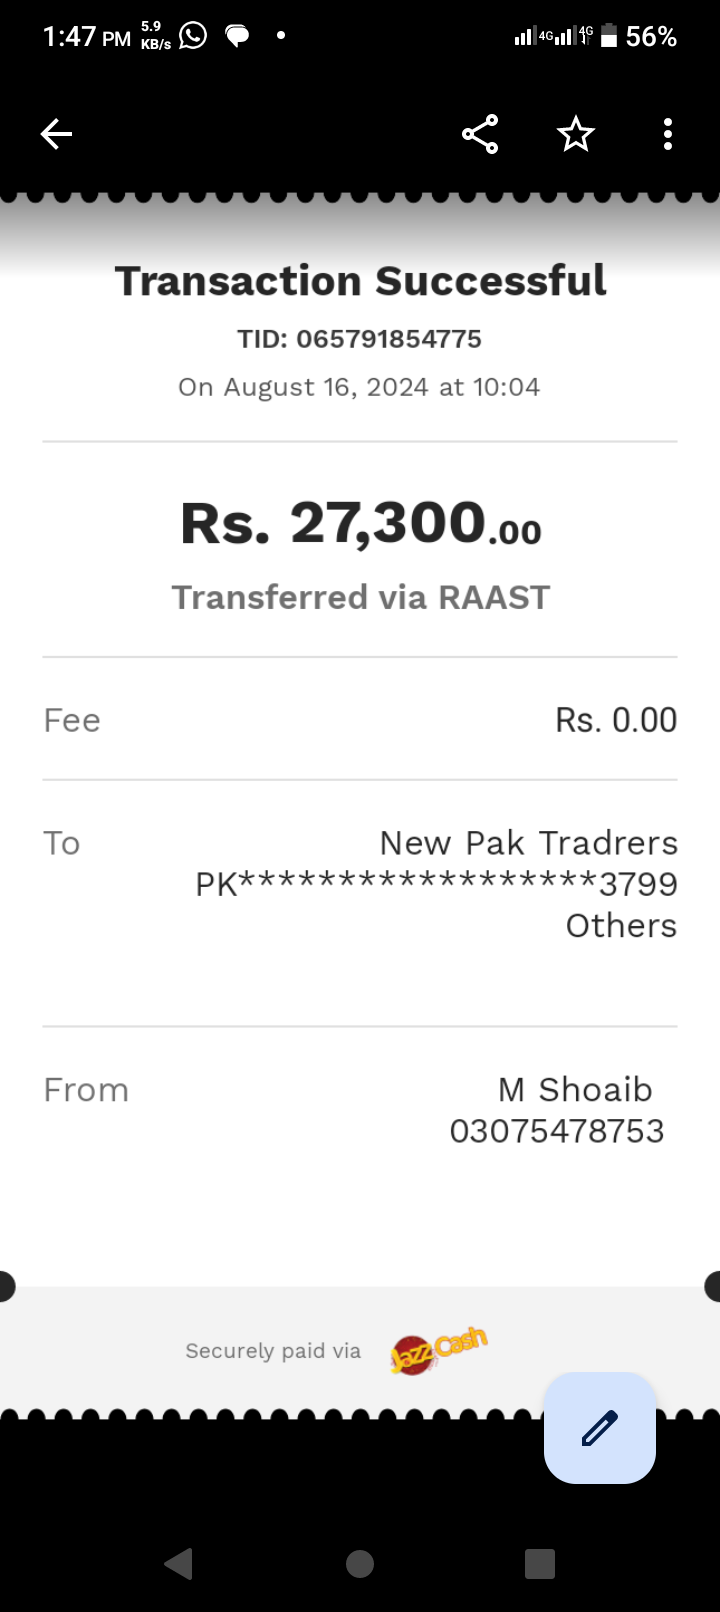 1:47 PM 5.9 KB/s 4G 4G 56%
Transaction Successful
TID: 065791854775
On August 16, 2024 at 10:04
Rs. 27,300.00
Transferred via RAAST
Fee Rs. 0.00
To New Pak Tradrers
PK******************3799
Others
From M Shoaib
03075478753
Securely paid via JazzCash